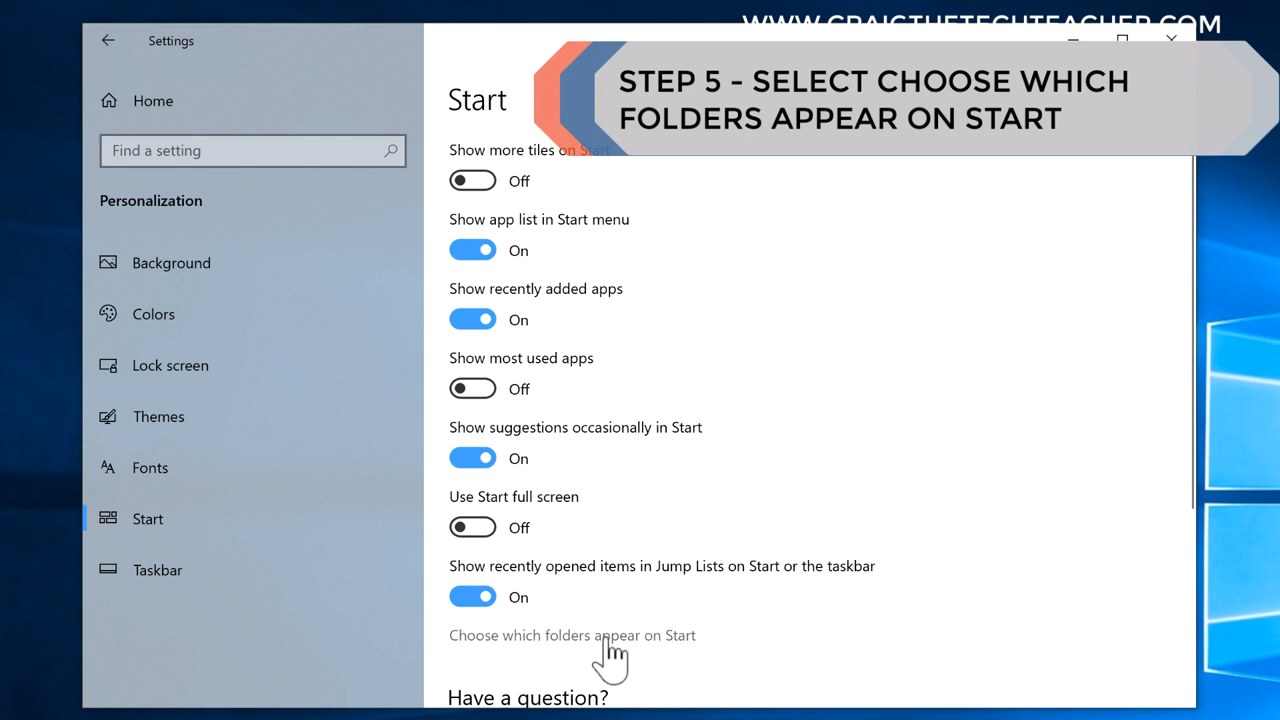 WWW.CRAIGTHETECHTEACHER.COM
Settings
STEP 5 - SELECT CHOOSE WHICH
FOLDERS APPEAR ON START
Home
Find a setting
Personalization
Background
Colors
Lock screen
Themes
Fonts
Start
Taskbar
Start
Show more tiles on Start
Off
Show app list in Start menu
On
Show recently added apps
On
Show most used apps
Off
Show suggestions occasionally in Start
On
Use Start full screen
Off
Show recently opened items in Jump Lists on Start or the taskbar
On
Choose which folders appear on Start
Have a question?